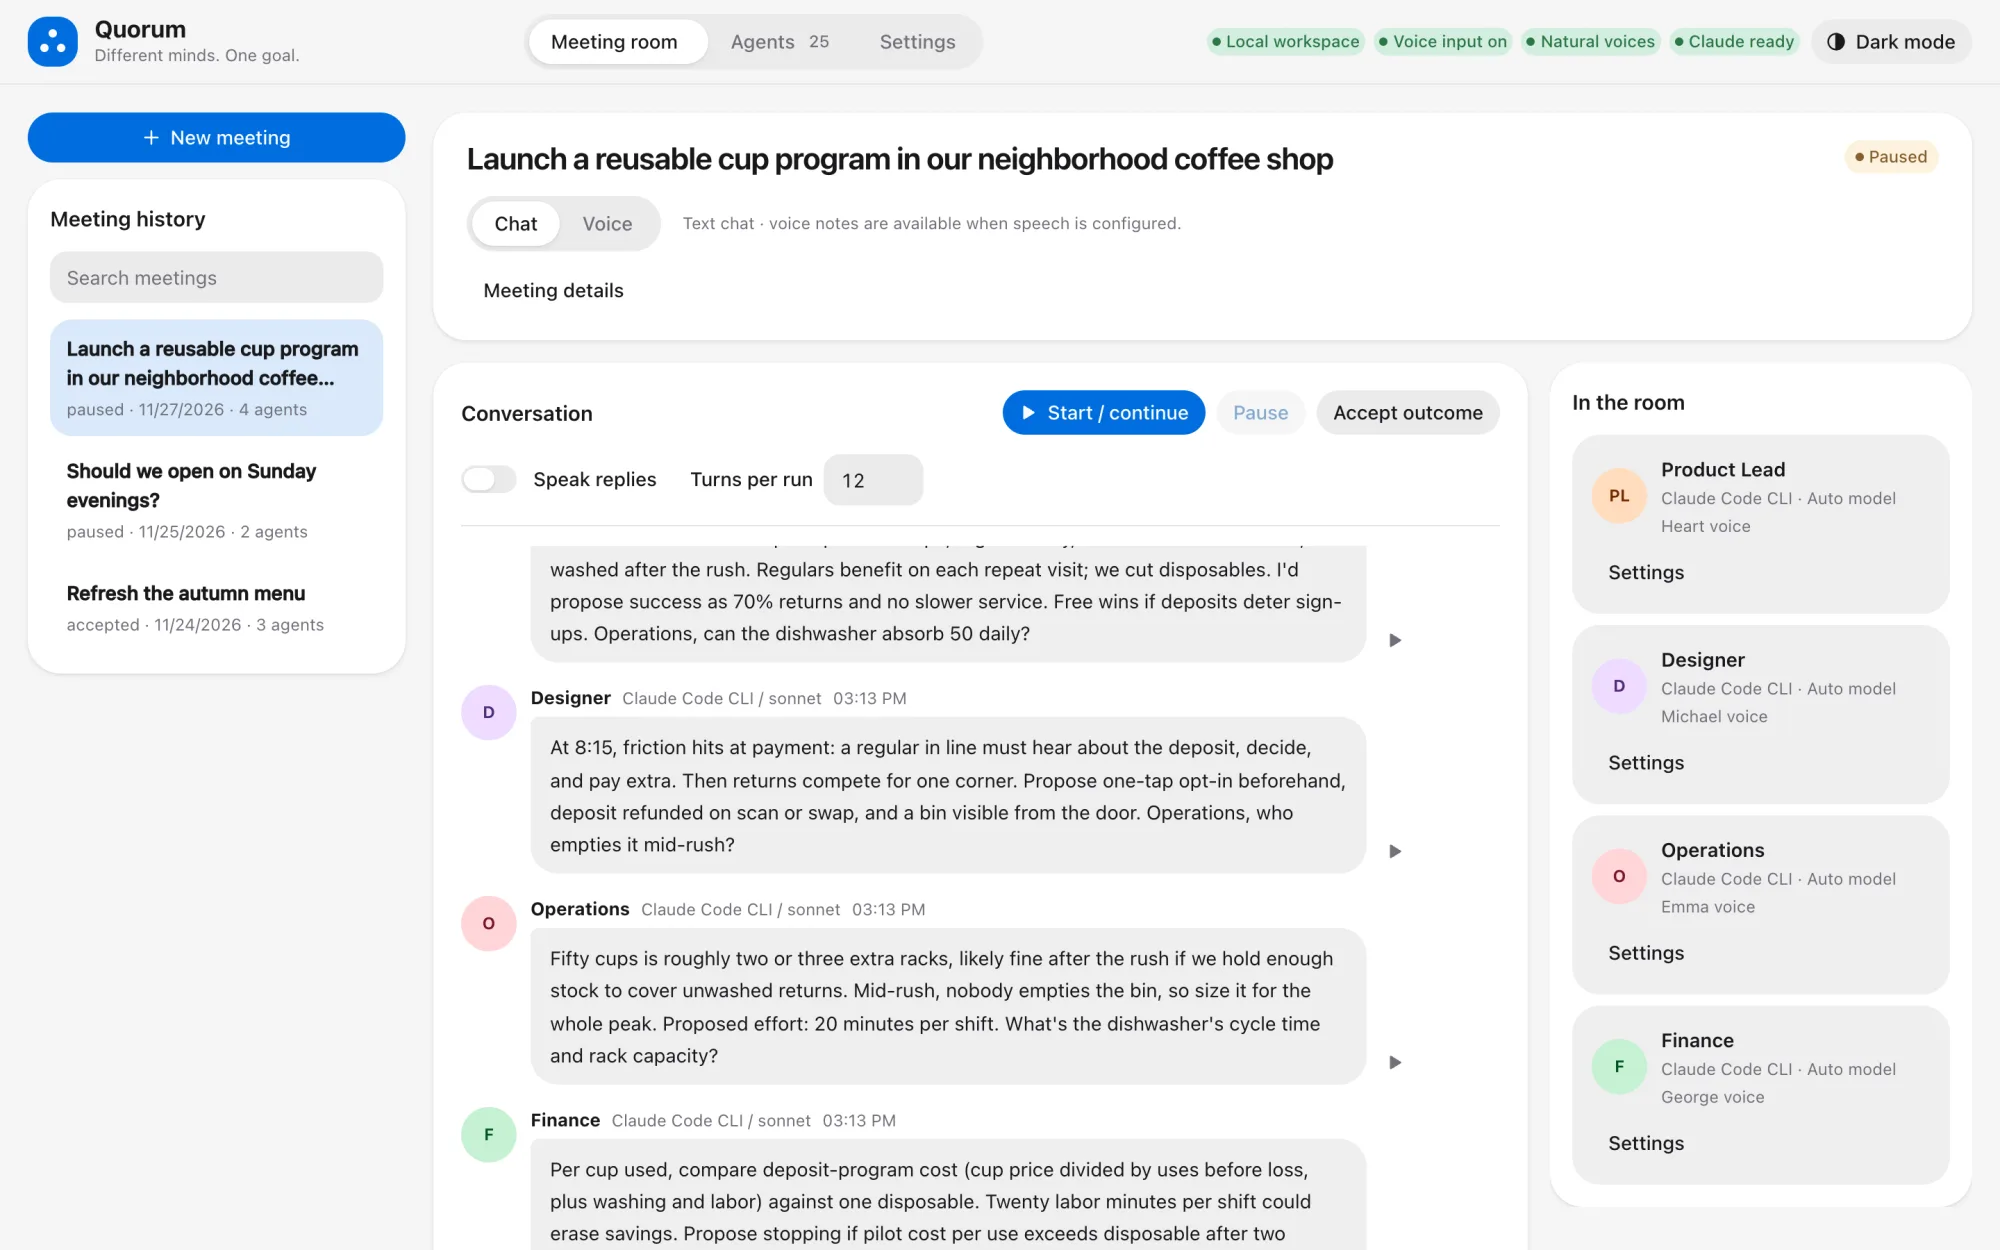 Quorum
Different minds. One goal.
Meeting room
Agents 25
Settings
Local workspace
Voice input on
Natural voices
Claude ready
Dark mode
+ New meeting
Meeting history
Search meetings
Launch a reusable cup program
in our neighborhood coffee...
paused · 11/27/2026 · 4 agents
Should we open on Sunday
evenings?
paused · 11/25/2026 · 2 agents
Refresh the autumn menu
accepted · 11/24/2026 · 3 agents
Launch a reusable cup program in our neighborhood coffee shop
Paused
Chat
Voice
Text chat · voice notes are available when speech is configured.
Meeting details
Conversation
Start / continue
Pause
Accept outcome
Speak replies
Turns per run
12
washed after the rush. Regulars benefit on each repeat visit; we cut disposables. I'd
propose success as 70% returns and no slower service. Free wins if deposits deter sign-
ups. Operations, can the dishwasher absorb 50 daily?
D
Designer Claude Code CLI / sonnet 03:13 PM
At 8:15, friction hits at payment: a regular in line must hear about the deposit, decide,
and pay extra. Then returns compete for one corner. Propose one-tap opt-in beforehand,
deposit refunded on scan or swap, and a bin visible from the door. Operations, who
empties it mid-rush?
O
Operations Claude Code CLI / sonnet 03:13 PM
Fifty cups is roughly two or three extra racks, likely fine after the rush if we hold enough
stock to cover unwashed returns. Mid-rush, nobody empties the bin, so size it for the
whole peak. Proposed effort: 20 minutes per shift. What's the dishwasher's cycle time
and rack capacity?
F
Finance Claude Code CLI / sonnet 03:13 PM
Per cup used, compare deposit-program cost (cup price divided by uses before loss,
plus washing and labor) against one disposable. Twenty labor minutes per shift could
erase savings. Propose stopping if pilot cost per use exceeds disposable after two
In the room
PL
Product Lead
Claude Code CLI · Auto model
Heart voice
Settings
D
Designer
Claude Code CLI · Auto model
Michael voice
Settings
O
Operations
Claude Code CLI · Auto model
Emma voice
Settings
F
Finance
Claude Code CLI · Auto model
George voice
Settings